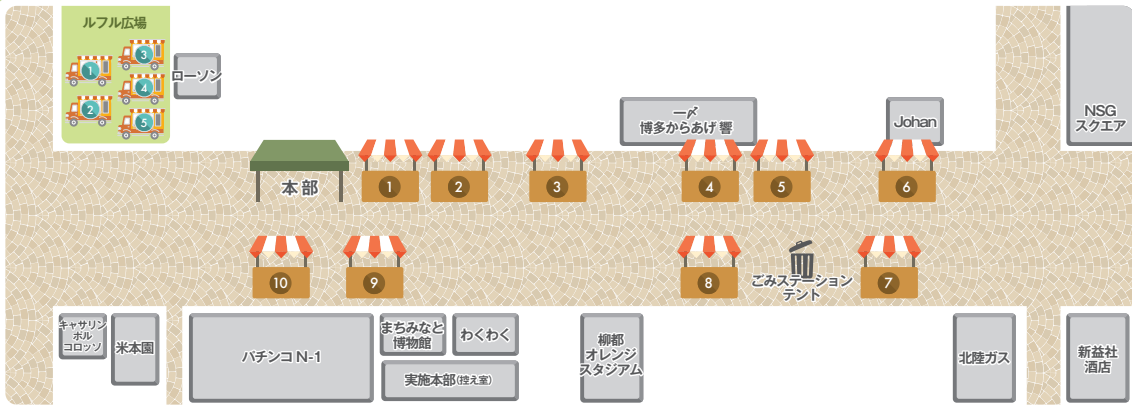 ルフル広場
1
2
3
4
5
ローソン
一〆
博多からあげ 響
Johan
NSG
スクエア
本部
1
2
3
4
5
6
10
9
8
ごみステーション
テント
7
キャサリン
ボル
コロッソ
米本園
パチンコ N-1
まちみなと
博物館
わくわく
実施本部(控え室)
柳都
オレンジ
スタジアム
北陸ガス
新益社
酒店